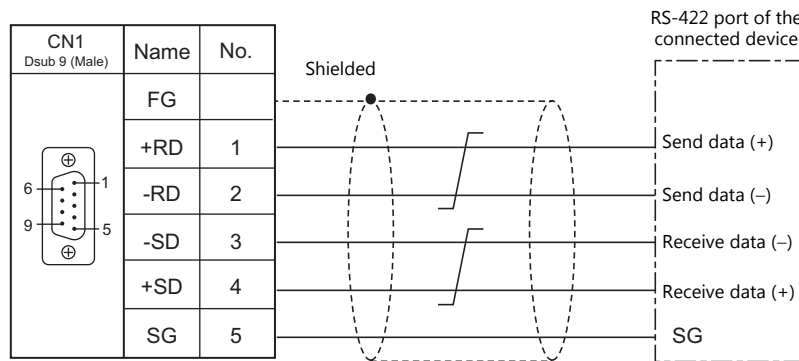 RS-422 port of the
connected device
CN1
Dsub 9 (Male)
Name
No.
Shielded
FG
+RD
1
Send data (+)
-RD
2
Send data (−)
6
1
9
5
-SD
3
Receive data (−)
+SD
4
Receive data (+)
SG
5
SG